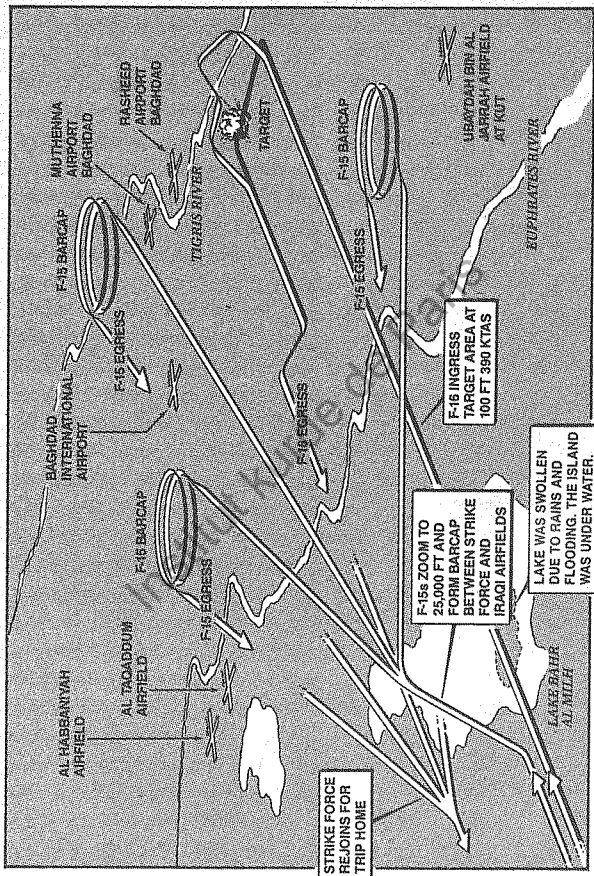 MUTHENNA
AIRPORT
BAGHDAD
RASHEED
AIRPORT
BAGHDAD
TARGET
F-15 BARCAP
UBAYDAH BIN AL
JARRAH AIRFIELD
AT KUT
F-15 BARCAP
TIGRIS RIVER
F-15 EGRESS
EUPHRATES RIVER
F-15 EGRESS
BAGHDAD
INTERNATIONAL
AIRPORT
F-16 EGRESS
F-16 INGRESS
TARGET AREA AT
100 FT 390 KTAS
F-15 BARCAP
F-15 EGRESS
F-15s ZOOM TO
25,000 FT AND
FORM BARCAP
BETWEEN STRIKE
FORCE AND
IRAQI AIRFIELDS
LAKE WAS SWOLLEN
DUE TO RAINS AND
FLOODING. THE ISLAND
WAS UNDER WATER.
AL HABBANIYAH
AIRFIELD
AL TAQADDUM
AIRFIELD
LAKE BAHR
AL MILH
STRIKE FORCE
REJOINS FOR
TRIP HOME
Institut kurde de Paris